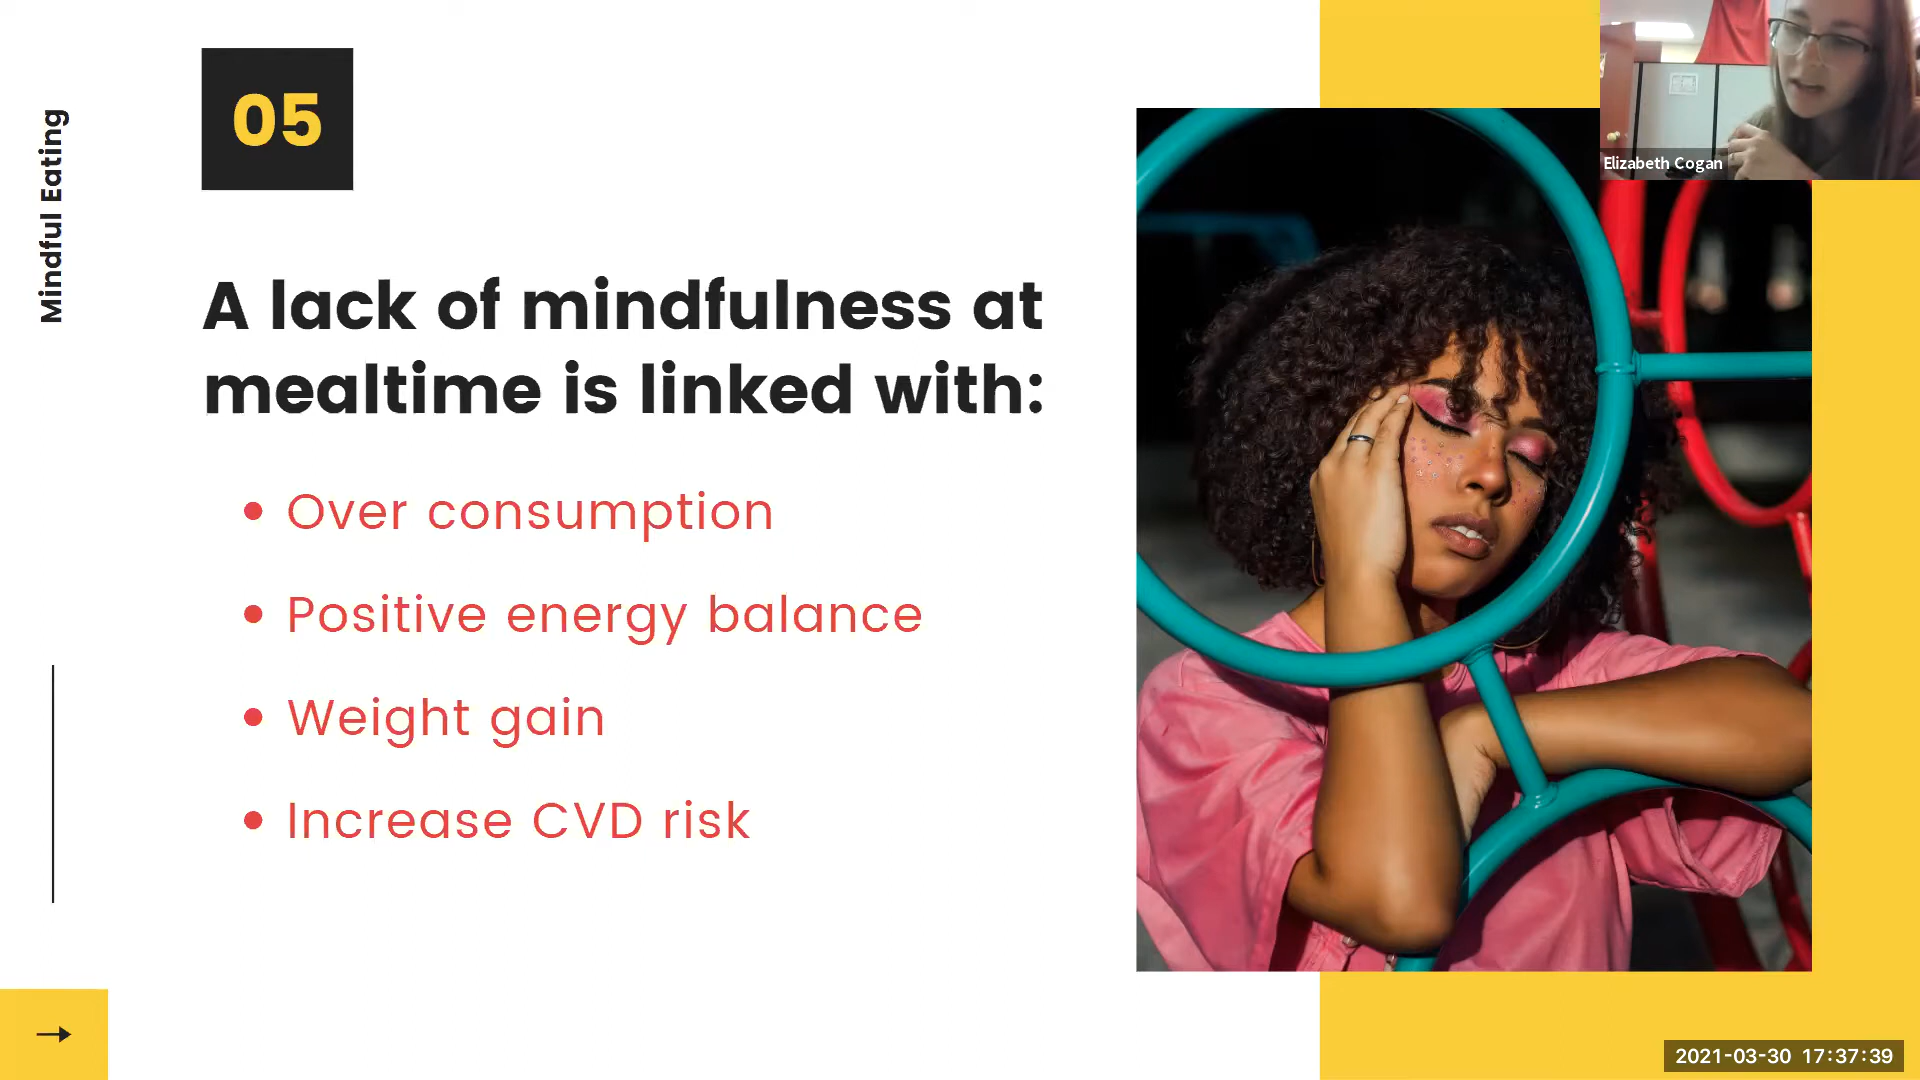 Mindful Eating
05
A lack of mindfulness at
mealtime is linked with:
• Over consumption
• Positive energy balance
• Weight gain
• Increase CVD risk
Elizabeth Cogan
2021-03-30 17:37:39